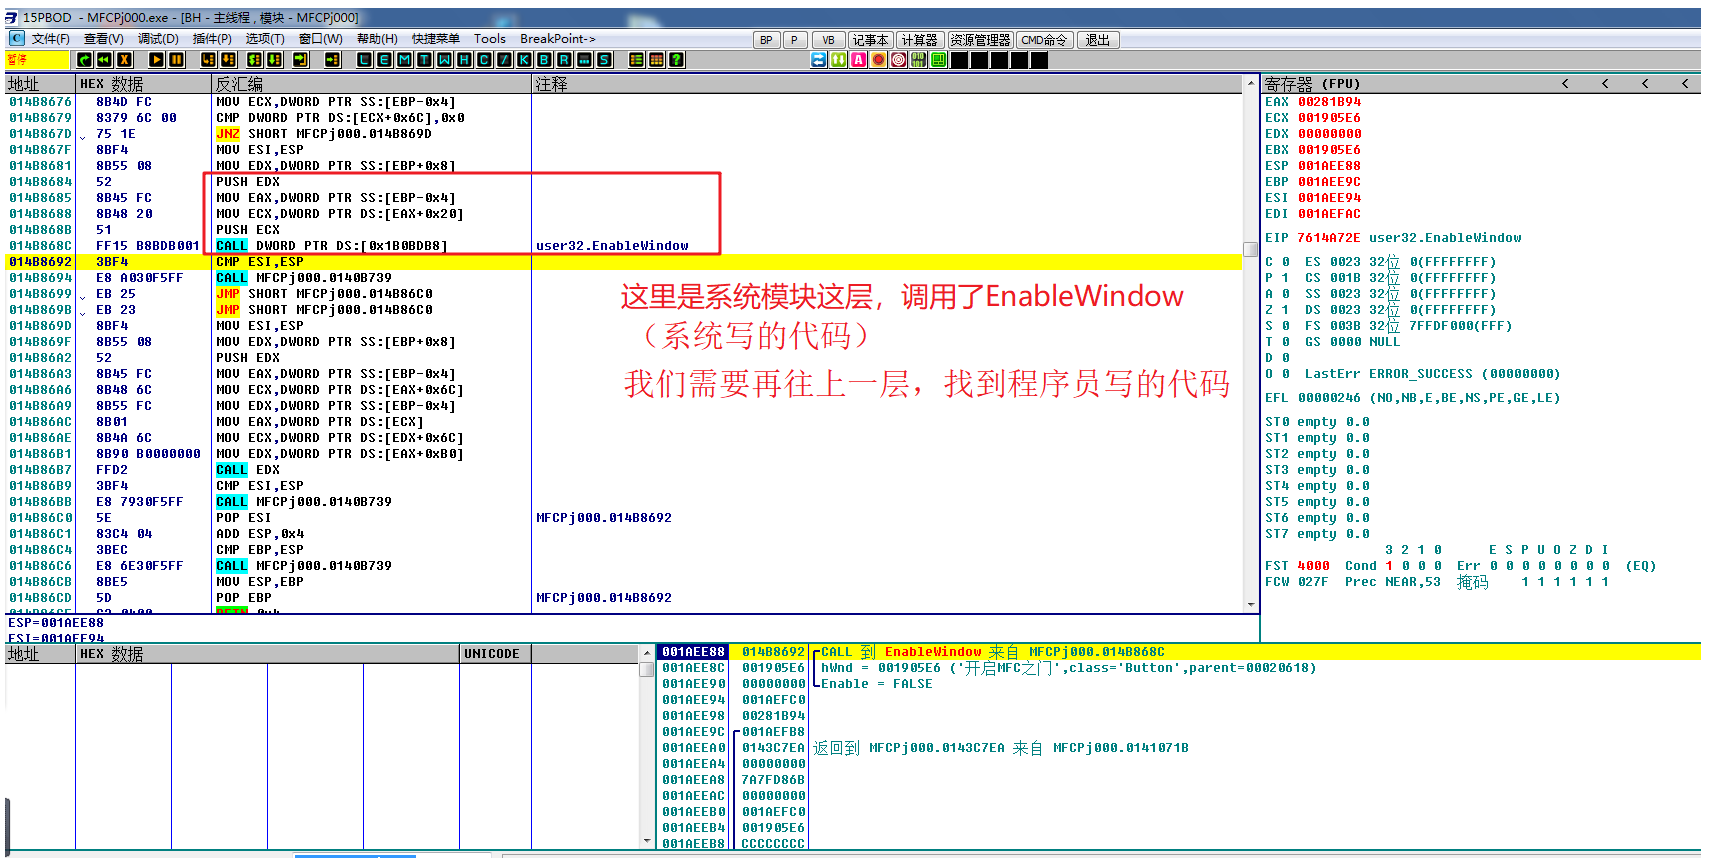 15PBOD - MFCPj000.exe - [BH - 主线程, 模块 - MFCPj000]
文件(F) 查看(V) 调试(D) 插件(P) 选项(T) 窗口(W) 帮助(H) 快捷菜单 Tools BreakPoint-> BP P VB 记事本 计算器 资源管理器 CMD命令 退出
暂停 L E M T W H C / K B R ... S ?
地址 HEX 数据 反汇编 注释
014B8676 8B4D FC MOV ECX,DWORD PTR SS:[EBP-0x4]
014B8679 8379 6C 00 CMP DWORD PTR DS:[ECX+0x6C],0x0
014B867D 75 1E JNZ SHORT MFCPj000.014B869D
014B867F 8BF4 MOV ESI,ESP
014B8681 8B55 08 MOV EDX,DWORD PTR SS:[EBP+0x8]
014B8684 52 PUSH EDX
014B8685 8B45 FC MOV EAX,DWORD PTR SS:[EBP-0x4]
014B8688 8B48 20 MOV ECX,DWORD PTR DS:[EAX+0x20]
014B868B 51 PUSH ECX
014B868C FF15 B8BDB001 CALL DWORD PTR DS:[0x1B0BDB8] user32.EnableWindow
014B8692 3BF4 CMP ESI,ESP
014B8694 E8 A030F5FF CALL MFCPj000.0140B739
014B8699 EB 25 JMP SHORT MFCPj000.014B86C0
014B869B EB 23 JMP SHORT MFCPj000.014B86C0
014B869D 8BF4 MOV ESI,ESP
014B869F 8B55 08 MOV EDX,DWORD PTR SS:[EBP+0x8]
014B86A2 52 PUSH EDX
014B86A3 8B45 FC MOV EAX,DWORD PTR SS:[EBP-0x4]
014B86A6 8B48 6C MOV ECX,DWORD PTR DS:[EAX+0x6C]
014B86A9 8B55 FC MOV EDX,DWORD PTR SS:[EBP-0x4]
014B86AC 8B01 MOV EAX,DWORD PTR DS:[ECX]
014B86AE 8B4A 6C MOV ECX,DWORD PTR DS:[EDX+0x6C]
014B86B1 8B90 B0000000 MOV EDX,DWORD PTR DS:[EAX+0xB0]
014B86B7 FFD2 CALL EDX
014B86B9 3BF4 CMP ESI,ESP
014B86BB E8 7930F5FF CALL MFCPj000.0140B739
014B86C0 5E POP ESI MFCPj000.014B8692
014B86C1 83C4 04 ADD ESP,0x4
014B86C4 3BEC CMP EBP,ESP
014B86C6 E8 6E30F5FF CALL MFCPj000.0140B739
014B86CB 8BE5 MOV ESP,EBP
014B86CD 5D POP EBP MFCPj000.014B8692
这里是系统模块这层，调用了EnableWindow
（系统写的代码）
我们需要再往上一层，找到程序员写的代码
寄存器 (FPU) < < < <
EAX 00281B94
ECX 001905E6
EDX 00000000
EBX 001905E6
ESP 001AEE88
EBP 001AEE9C
ESI 001AEE94
EDI 001AEFAC
EIP 7614A72E user32.EnableWindow
C 0 ES 0023 32位 0(FFFFFFFF)
P 1 CS 001B 32位 0(FFFFFFFF)
A 0 SS 0023 32位 0(FFFFFFFF)
Z 1 DS 0023 32位 0(FFFFFFFF)
S 0 FS 003B 32位 7FFDF000(FFF)
T 0 GS 0000 NULL
D 0
O 0 LastErr ERROR_SUCCESS (00000000)
EFL 00000246 (NO,NB,E,BE,NS,PE,GE,LE)
ST0 empty 0.0
ST1 empty 0.0
ST2 empty 0.0
ST3 empty 0.0
ST4 empty 0.0
ST5 empty 0.0
ST6 empty 0.0
ST7 empty 0.0
3 2 1 0 E S P U O Z D I
FST 4000 Cond 1 0 0 0 Err 0 0 0 0 0 0 0 0 (EQ)
FCW 027F Prec NEAR,53 掩码 1 1 1 1 1 1
ESP=001AEE88
ESI=001AEE94
地址 HEX 数据 UNICODE
001AEE88 014B8692 CALL 到 EnableWindow 来自 MFCPj000.014B868C
001AEE8C 001905E6 hWnd = 001905E6 ('开启MFC之门',class='Button',parent=00020618)
001AEE90 00000000 Enable = FALSE
001AEE94 001AEFC0
001AEE98 00281B94
001AEE9C 001AEFB8
001AEEA0 0143C7EA 返回到 MFCPj000.0143C7EA 来自 MFCPj000.0141071B
001AEEA4 00000000
001AEEA8 7A7FD86B
001AEEAC 00000000
001AEEB0 001AEFC0
001AEEB4 001905E6
001AEEB8 CCCCCCCC